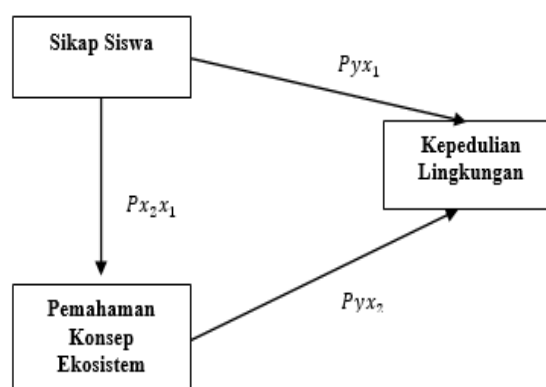 Sikap Siswa
Pyx₁
Kepedulian
Lingkungan
Px₂x₁
Pemahaman
Konsep
Ekosistem
Pyx₂